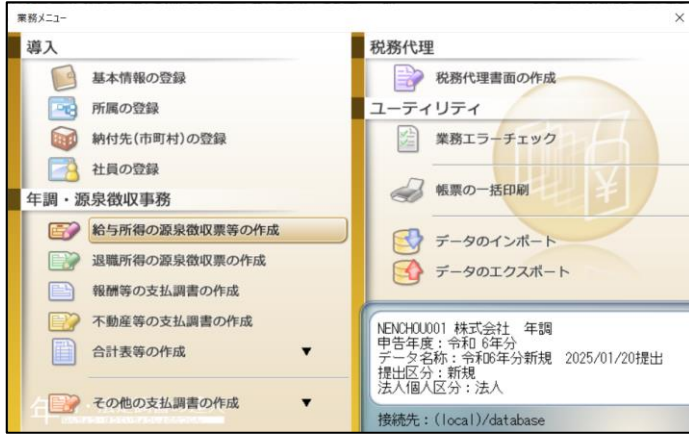 業務メニュー
導入
基本情報の登録
所属の登録
納付先(市町村)の登録
社員の登録
年調・源泉徴収事務
給与所得の源泉徴収票等の作成
退職所得の源泉徴収票の作成
報酬等の支払調書の作成
不動産等の支払調書の作成
合計表等の作成 ▼
その他の支払調書の作成 ▼
税務代理
税務代理書面の作成
ユーティリティ
業務エラーチェック
帳票の一括印刷
データのインポート
データのエクスポート
NENCHOU001 株式会社 年調
申告年度:令和 6年分
データ名称:令和6年分新規 2025/01/20提出
提出区分:新規
法人個人区分:法人
接続先:(local)/database